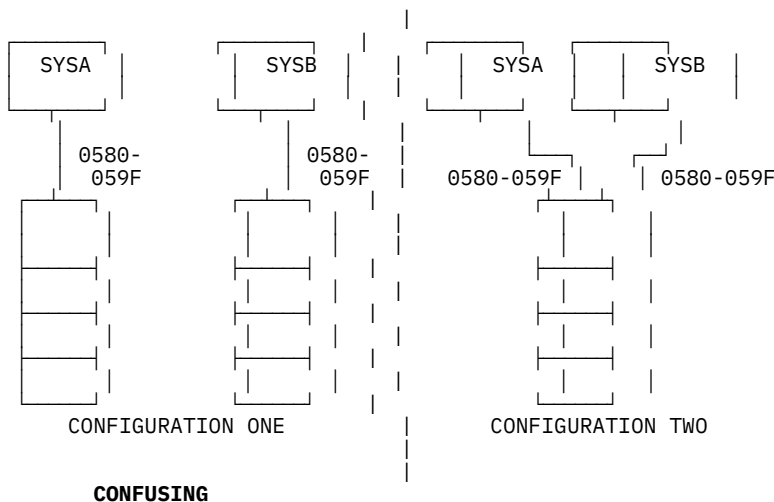 SYSA SYSB SYSA SYSB
0580- 0580-
059F 059F 0580-059F 0580-059F
CONFIGURATION ONE CONFIGURATION TWO
CONFUSING